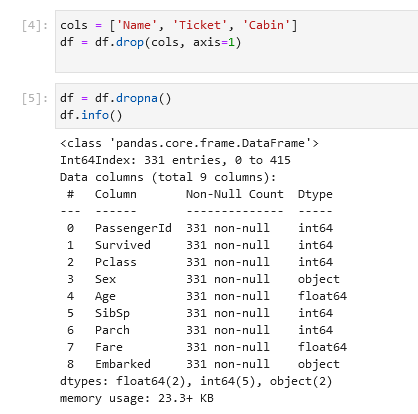 [4]: cols = ['Name', 'Ticket', 'Cabin']
df = df.drop(cols, axis=1)
[5]: df = df.dropna()
df.info()
<class 'pandas.core.frame.DataFrame'>
Int64Index: 331 entries, 0 to 415
Data columns (total 9 columns):
 #   Column       Non-Null Count  Dtype
---  ------       --------------  -----
 0   PassengerId  331 non-null    int64
 1   Survived     331 non-null    int64
 2   Pclass       331 non-null    int64
 3   Sex          331 non-null    object
 4   Age          331 non-null    float64
 5   SibSp        331 non-null    int64
 6   Parch        331 non-null    int64
 7   Fare         331 non-null    float64
 8   Embarked     331 non-null    object
dtypes: float64(2), int64(5), object(2)
memory usage: 23.3+ KB